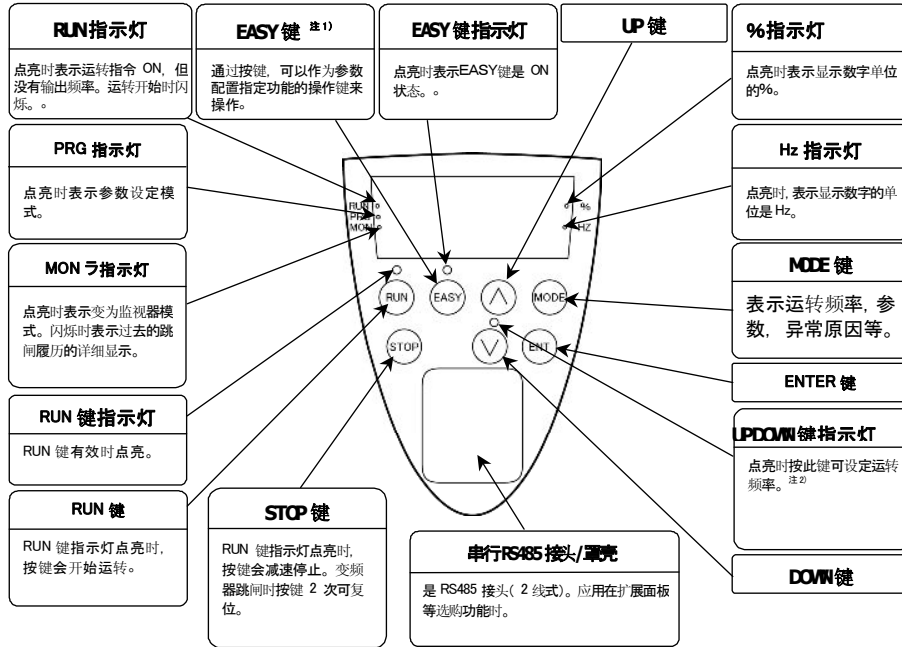 RUN指示灯
点亮时表示运转指令 ON，但
没有输出频率。运转开始时闪
烁。。
EASY 键 注1)
通过按键，可以作为参数
配置指定功能的操作键来
操作。
EASY 键指示灯
点亮时表示EASY键是 ON
状态。。
UP 键
%指示灯
点亮时表示显示数字单位
的%。
PRG 指示灯
点亮时表示参数设定模
式。
Hz 指示灯
点亮时，表示显示数字的单
位是 Hz。
MON ラ指示灯
点亮时表示变为监视器模
式。闪烁时表示过去的跳
闸履历的详细显示。
MODE 键
表示运转频率，参
数，异常原因等。
RUN
PRG
MON
%
HZ
RUN
EASY
MODE
STOP
ENT
ENTER 键
RUN 键指示灯
RUN 键有效时点亮。
UPDOWN键指示灯
点亮时按此键可设定运转
频率。注2)
RUN 键
RUN 键指示灯点亮时，
按键会开始运转。
STOP 键
RUN 键指示灯点亮时，
按键会减速停止。变频
器跳闸时按键 2 次可复
位。
串行RS485 接头/罩壳
是 RS485 接头( 2 线式)。应用在扩展面板
等选购功能时。
DOWN键